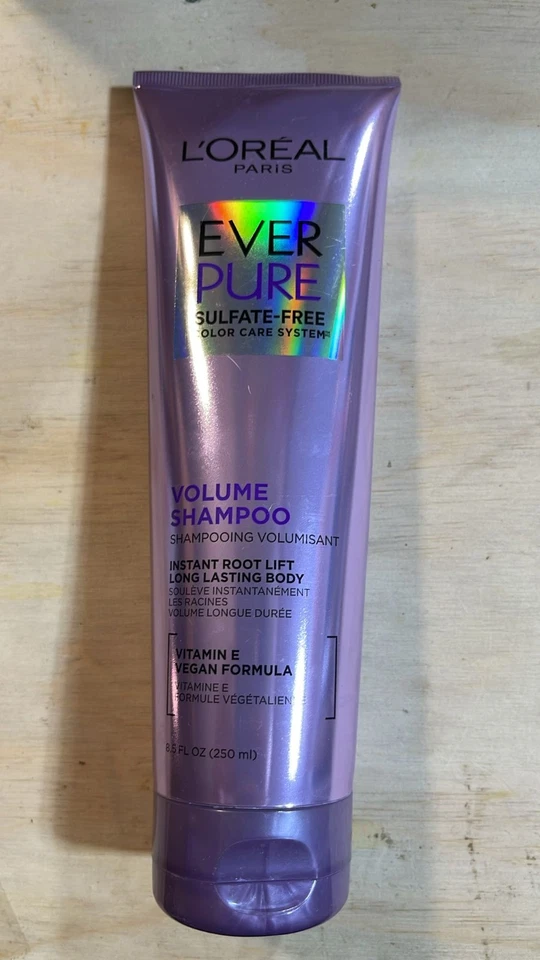 L'ORÉAL
PARIS
EVER
PURE
SULFATE-FREE
COLOR CARE SYSTEM™
VOLUME
SHAMPOO
SHAMPOOING VOLUMISANT
INSTANT ROOT LIFT
LONG LASTING BODY
SOULÈVE INSTANTANÉMENT
LES RACINES
VOLUME LONGUE DURÉE
VITAMIN E
VEGAN FORMULA
VITAMINE E
FORMULE VÉGÉTALIENNE
8.5 FL OZ (250 ml)